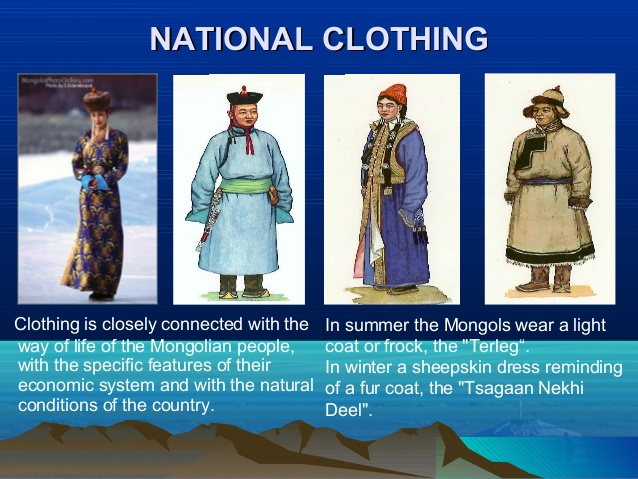 NATIONAL CLOTHING
MongoliaPhotoGallery.com
Clothing is closely connected with the
way of life of the Mongolian people,
with the specific features of their
economic system and with the natural
conditions of the country.
In summer the Mongols wear a light
coat or frock, the "Terleg“.
In winter a sheepskin dress reminding
of a fur coat, the "Tsagaan Nekhi
Deel".